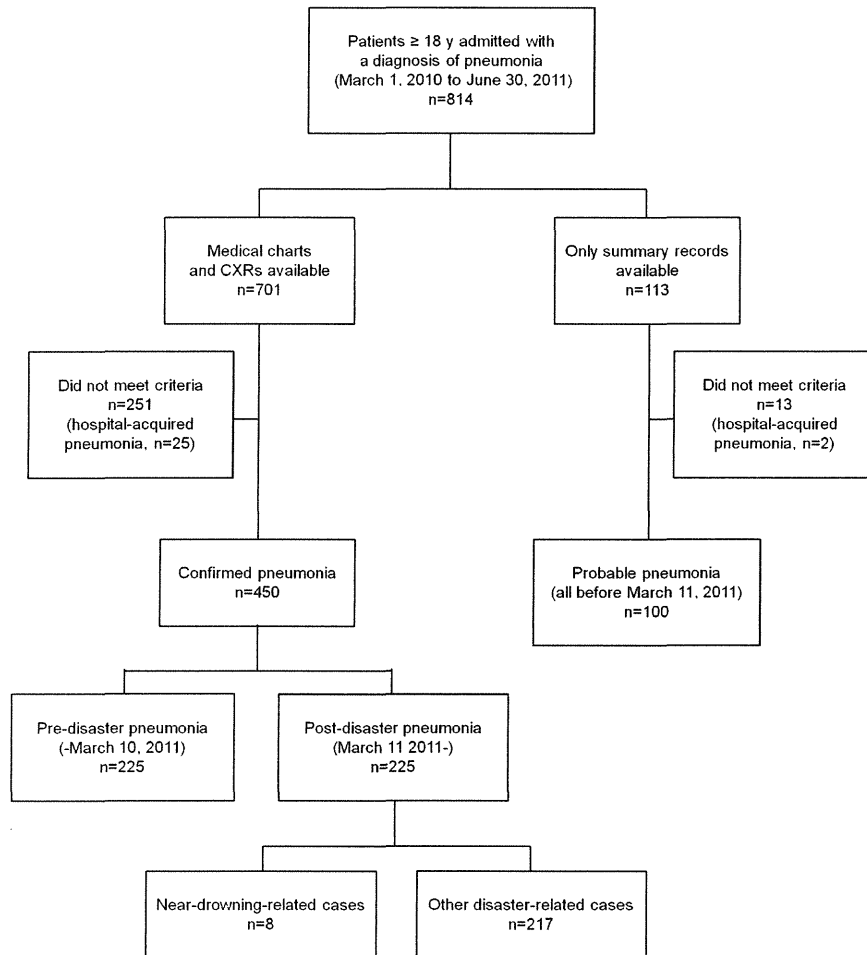 Patients ≥ 18 y admitted with
a diagnosis of pneumonia
(March 1, 2010 to June 30, 2011)
n=814
Medical charts
and CXRs available
n=701
Only summary records
available
n=113
Did not meet criteria
n=251
(hospital-acquired
pneumonia, n=25)
Did not meet criteria
n=13
(hospital-acquired
pneumonia, n=2)
Confirmed pneumonia
n=450
Probable pneumonia
(all before March 11, 2011)
n=100
Pre-disaster pneumonia
(-March 10, 2011)
n=225
Post-disaster pneumonia
(March 11 2011-)
n=225
Near-drowning-related cases
n=8
Other disaster-related cases
n=217